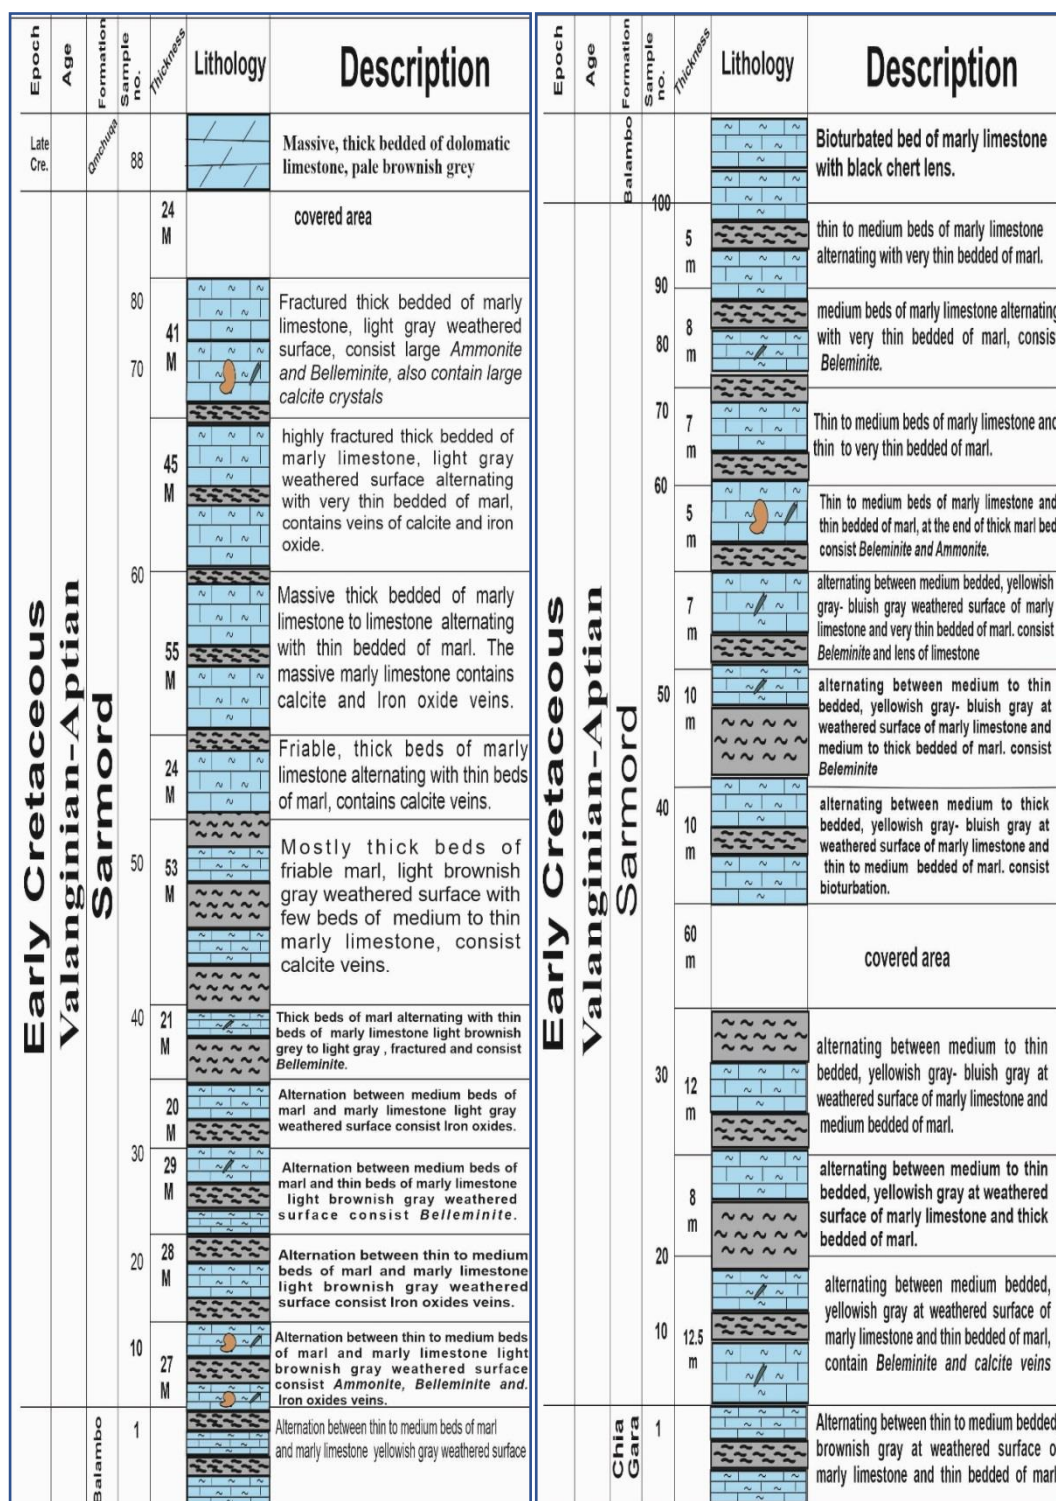 Epoch
Age
Formation
Sample no.
Thickness
Lithology
Description
Late
Cre.
Qmchuqa
88
Massive, thick bedded of dolomatic
limestone, pale brownish grey
24
M
covered area
80
70
41
M
Fractured thick bedded of marly
limestone, light gray weathered
surface, consist large Ammonite
and Belleminite, also contain large
calcite crystals
45
M
highly fractured thick bedded of
marly limestone, light gray
weathered surface alternating
with very thin bedded of marl,
contains veins of calcite and iron
oxide.
60
55
M
Massive thick bedded of marly
limestone to limestone alternating
with thin bedded of marl. The
massive marly limestone contains
calcite and Iron oxide veins.
24
M
Friable, thick beds of marly
limestone alternating with thin beds
of marl, contains calcite veins.
50
53
M
Mostly thick beds of
friable marl, light brownish
gray weathered surface with
few beds of medium to thin
marly limestone, consist
calcite veins.
Early Cretaceous
Valanginian-Aptian
Sarmord
40
21
M
Thick beds of marl alternating with thin
beds of marly limestone light brownish
grey to light gray , fractured and consist
Belleminite.
20
M
Alternation between medium beds of
marl and marly limestone light gray
weathered surface consist Iron oxides.
30
29
M
Alternation between medium beds of
marl and thin beds of marly limestone
light brownish gray weathered
surface consist Belleminite.
20
28
M
Alternation between thin to medium
beds of marl and marly limestone
light brownish gray weathered
surface consist Iron oxides veins.
10
27
M
Alternation between thin to medium beds
of marl and marly limestone light
brownish gray weathered surface
consist Ammonite, Belleminite and.
Iron oxides veins.
Balambo
1
Alternation between thin to medium beds of marl
and marly limestone yellowish gray weathered surface
Epoch
Age
Formation
Sample no.
Thickness
Lithology
Description
Balambo
Bioturbated bed of marly limestone
with black chert lens.
100
5
m
thin to medium beds of marly limestone
alternating with very thin bedded of marl.
90
8
m
80
medium beds of marly limestone alternating
with very thin bedded of marl, consis
Beleminite.
70
7
m
Thin to medium beds of marly limestone and
thin to very thin bedded of marl.
60
5
m
Thin to medium beds of marly limestone and
thin bedded of marl, at the end of thick marl bed
consist Beleminite and Ammonite.
7
m
alternating between medium bedded, yellowish
gray- bluish gray weathered surface of marly
limestone and very thin bedded of marl. consist
Beleminite and lens of limestone
50
10
m
alternating between medium to thin
bedded, yellowish gray- bluish gray at
weathered surface of marly limestone and
medium to thick bedded of marl. consist
Beleminite
40
10
m
alternating between medium to thick
bedded, yellowish gray- bluish gray at
weathered surface of marly limestone and
thin to medium bedded of marl. consist
bioturbation.
Early Cretaceous
Valanginian-Aptian
Sarmord
60
m
covered area
30
12
m
alternating between medium to thin
bedded, yellowish gray- bluish gray at
weathered surface of marly limestone and
medium bedded of marl.
8
m
alternating between medium to thin
bedded, yellowish gray at weathered
surface of marly limestone and thick
bedded of marl.
20
10
12.5
m
alternating between medium bedded,
yellowish gray at weathered surface of
marly limestone and thin bedded of marl,
contain Beleminite and calcite veins
Chia
Gara
1
Alternating between thin to medium bedded
brownish gray at weathered surface o
marly limestone and thin bedded of marl